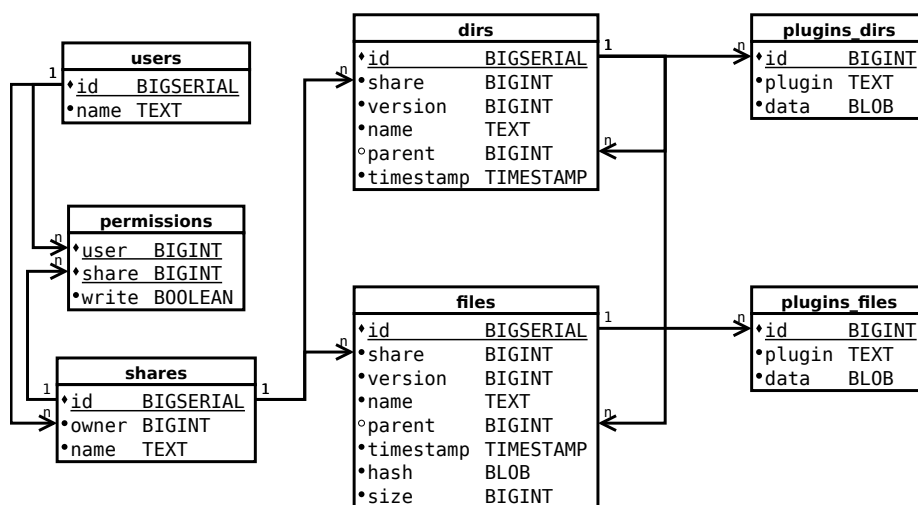 users
1
♦id BIGSERIAL
•name TEXT
permissions
n
♦user BIGINT
n
♦share BIGINT
•write BOOLEAN
shares
1
♦id BIGSERIAL
1
n
•owner BIGINT
•name TEXT
dirs
1
♦id BIGSERIAL
n
•share BIGINT
•version BIGINT
•name TEXT
○parent BIGINT
n
•timestamp TIMESTAMP
files
1
♦id BIGSERIAL
n
•share BIGINT
•version BIGINT
•name TEXT
○parent BIGINT
n
•timestamp TIMESTAMP
•hash BLOB
•size BIGINT
plugins_dirs
n
♦id BIGINT
•plugin TEXT
•data BLOB
plugins_files
n
♦id BIGINT
•plugin TEXT
•data BLOB